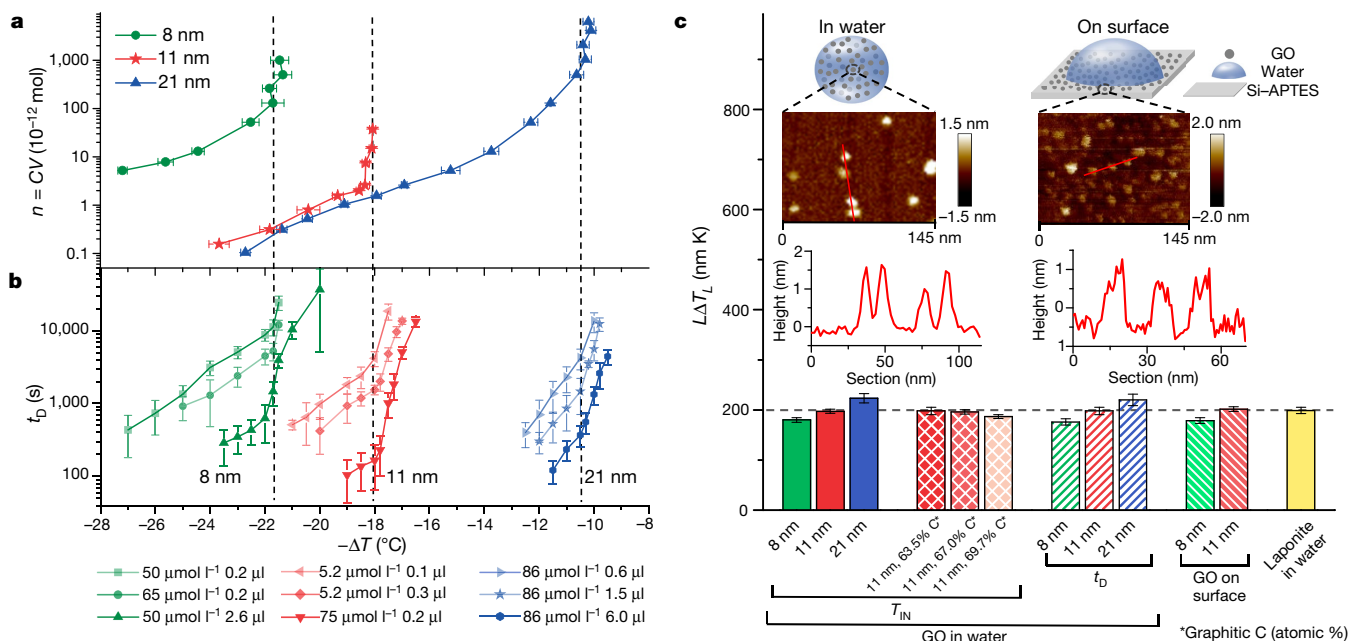 a
8 nm
11 nm
21 nm
n = CV (10⁻¹² mol)
1,000
100
10
1
0.1
b
t_D (s)
10,000
1,000
100
8 nm
11 nm
21 nm
−28 −26 −24 −22 −20 −18 −16 −14 −12 −10 −8
−ΔT (°C)
50 μmol l⁻¹ 0.2 μl
65 μmol l⁻¹ 0.2 μl
50 μmol l⁻¹ 2.6 μl
5.2 μmol l⁻¹ 0.1 μl
5.2 μmol l⁻¹ 0.3 μl
75 μmol l⁻¹ 0.2 μl
86 μmol l⁻¹ 0.6 μl
86 μmol l⁻¹ 1.5 μl
86 μmol l⁻¹ 6.0 μl
c
LΔT_L (nm K)
800
600
400
200
0
In water
1.5 nm
−1.5 nm
0 145 nm
Height (nm)
2
1
0
0 50 100
Section (nm)
On surface
GO
Water
Si–APTES
2.0 nm
−2.0 nm
0 145 nm
Height (nm)
1
0
1
0 30 60
Section (nm)
8 nm
11 nm
21 nm
11 nm, 63.5% C*
11 nm, 67.0% C*
11 nm, 69.7% C*
8 nm
11 nm
21 nm
8 nm
11 nm
Laponite
in water
T_IN
t_D
GO on
surface
GO in water
*Graphitic C (atomic %)